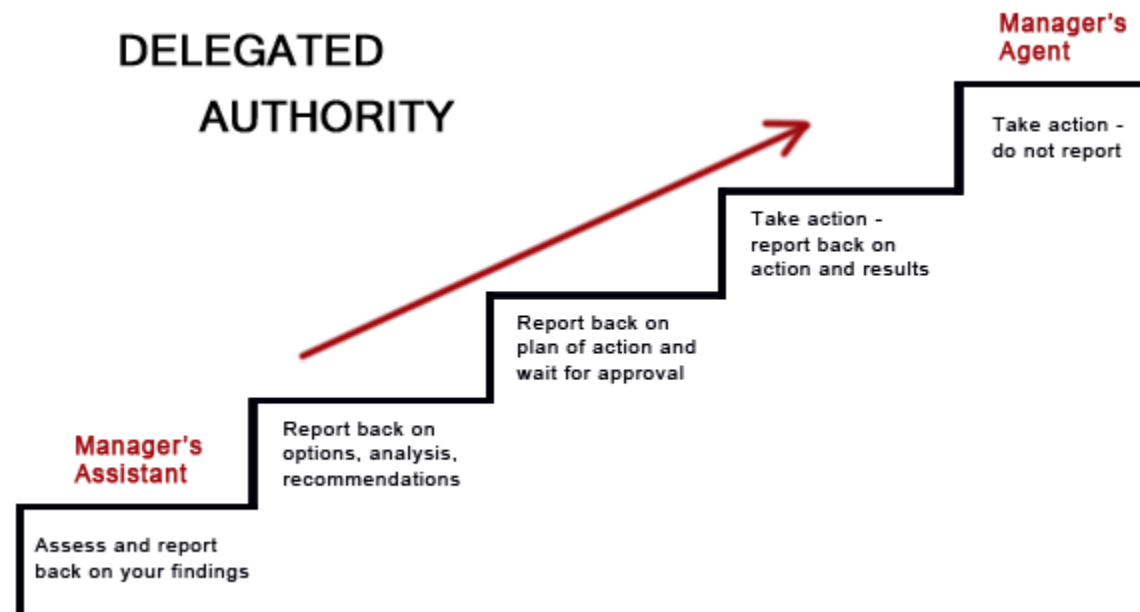 DELEGATED
AUTHORITY
Manager's
Agent
Take action -
do not report
Take action -
report back on
action and results
Report back on
plan of action and
wait for approval
Report back on
options, analysis,
recommendations
Manager's
Assistant
Assess and report
back on your findings